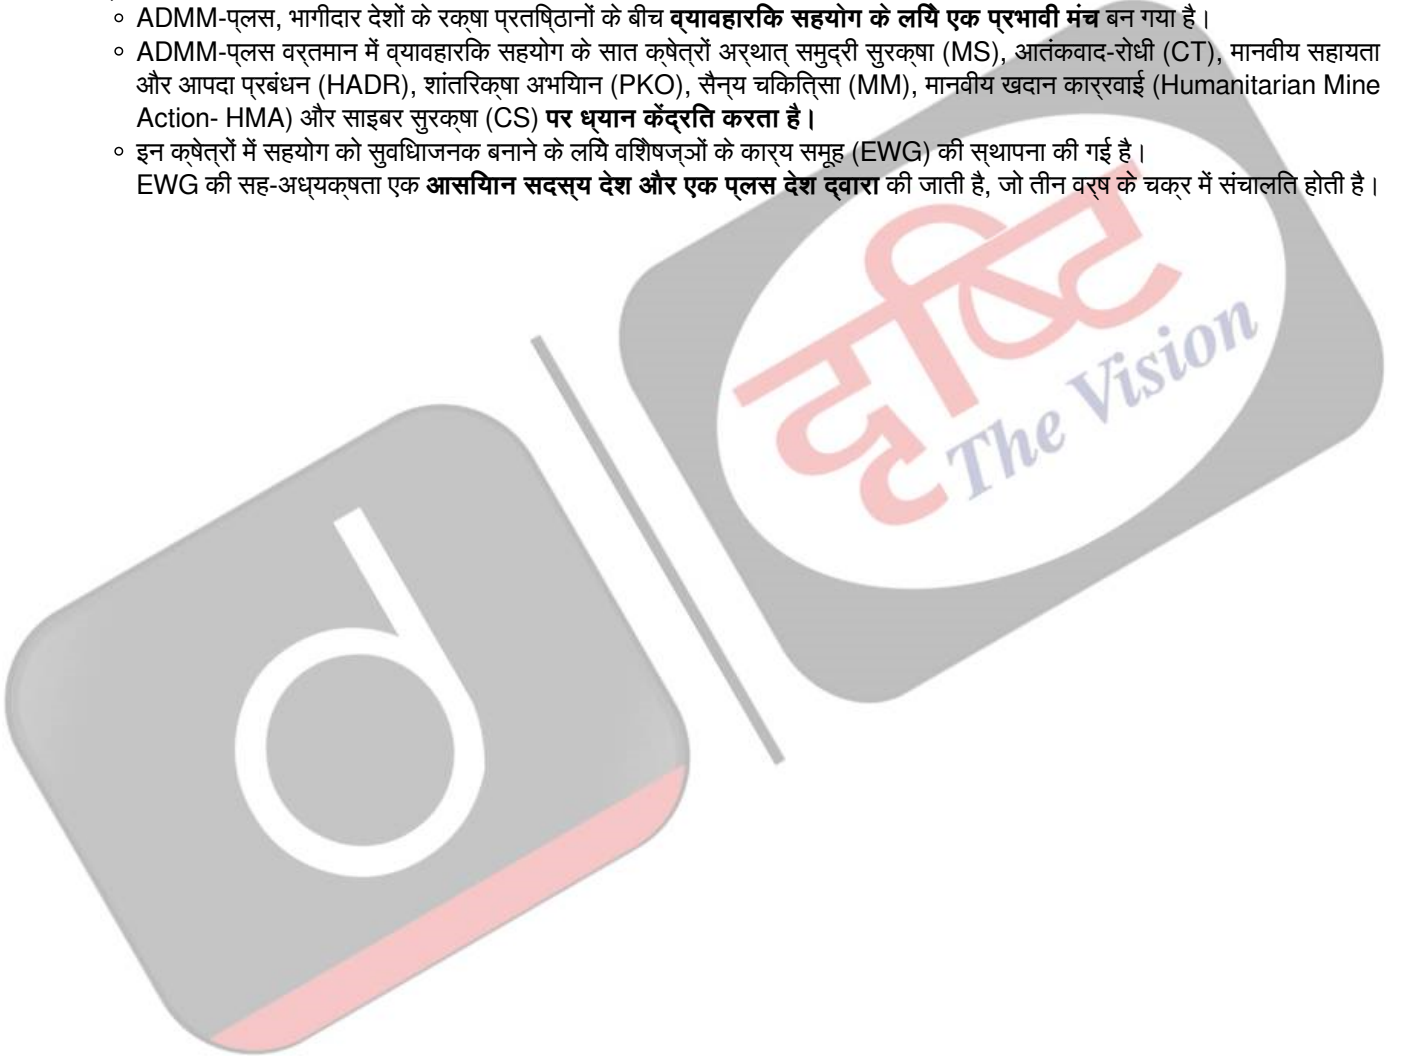 ADMM-प्लस, भागीदार देशों के रक्षा प्रतिष्ठानों के बीच व्यावहारिक सहयोग के लिये एक प्रभावी मंच बन गया है।
ADMM-प्लस वर्तमान में व्यावहारिक सहयोग के सात क्षेत्रों अर्थात् समुद्री सुरक्षा (MS), आतंकवाद-रोधी (CT), मानवीय सहायता
और आपदा प्रबंधन (HADR), शांतिरक्षा अभियान (PKO), सैन्य चिकित्सा (MM), मानवीय खदान कार्रवाई (Humanitarian Mine
Action- HMA) और साइबर सुरक्षा (CS) पर ध्यान केंद्रित करता है।
इन क्षेत्रों में सहयोग को सुविधाजनक बनाने के लिये विशेषज्ञों के कार्य समूह (EWG) की स्थापना की गई है।
EWG की सह-अध्यक्षता एक आसियान सदस्य देश और एक प्लस देश द्वारा की जाती है, जो तीन वर्ष के चक्र में संचालित होती है।
दृष्टि
The Vision
d